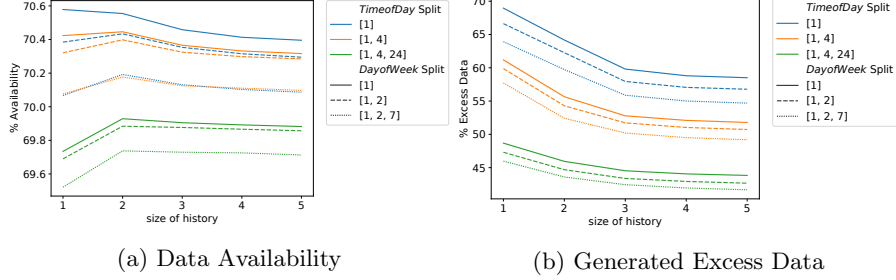 70.6
70.4
70.2
70.0
69.8
69.6
% Availability
1 2 3 4 5
size of history
TimeofDay Split
[1]
[1, 4]
[1, 4, 24]
DayofWeek Split
[1]
[1, 2]
[1, 2, 7]
(a) Data Availability
70
65
60
55
50
45
% Excess Data
1 2 3 4 5
size of history
TimeofDay Split
[1]
[1, 4]
[1, 4, 24]
DayofWeek Split
[1]
[1, 2]
[1, 2, 7]
(b) Generated Excess Data